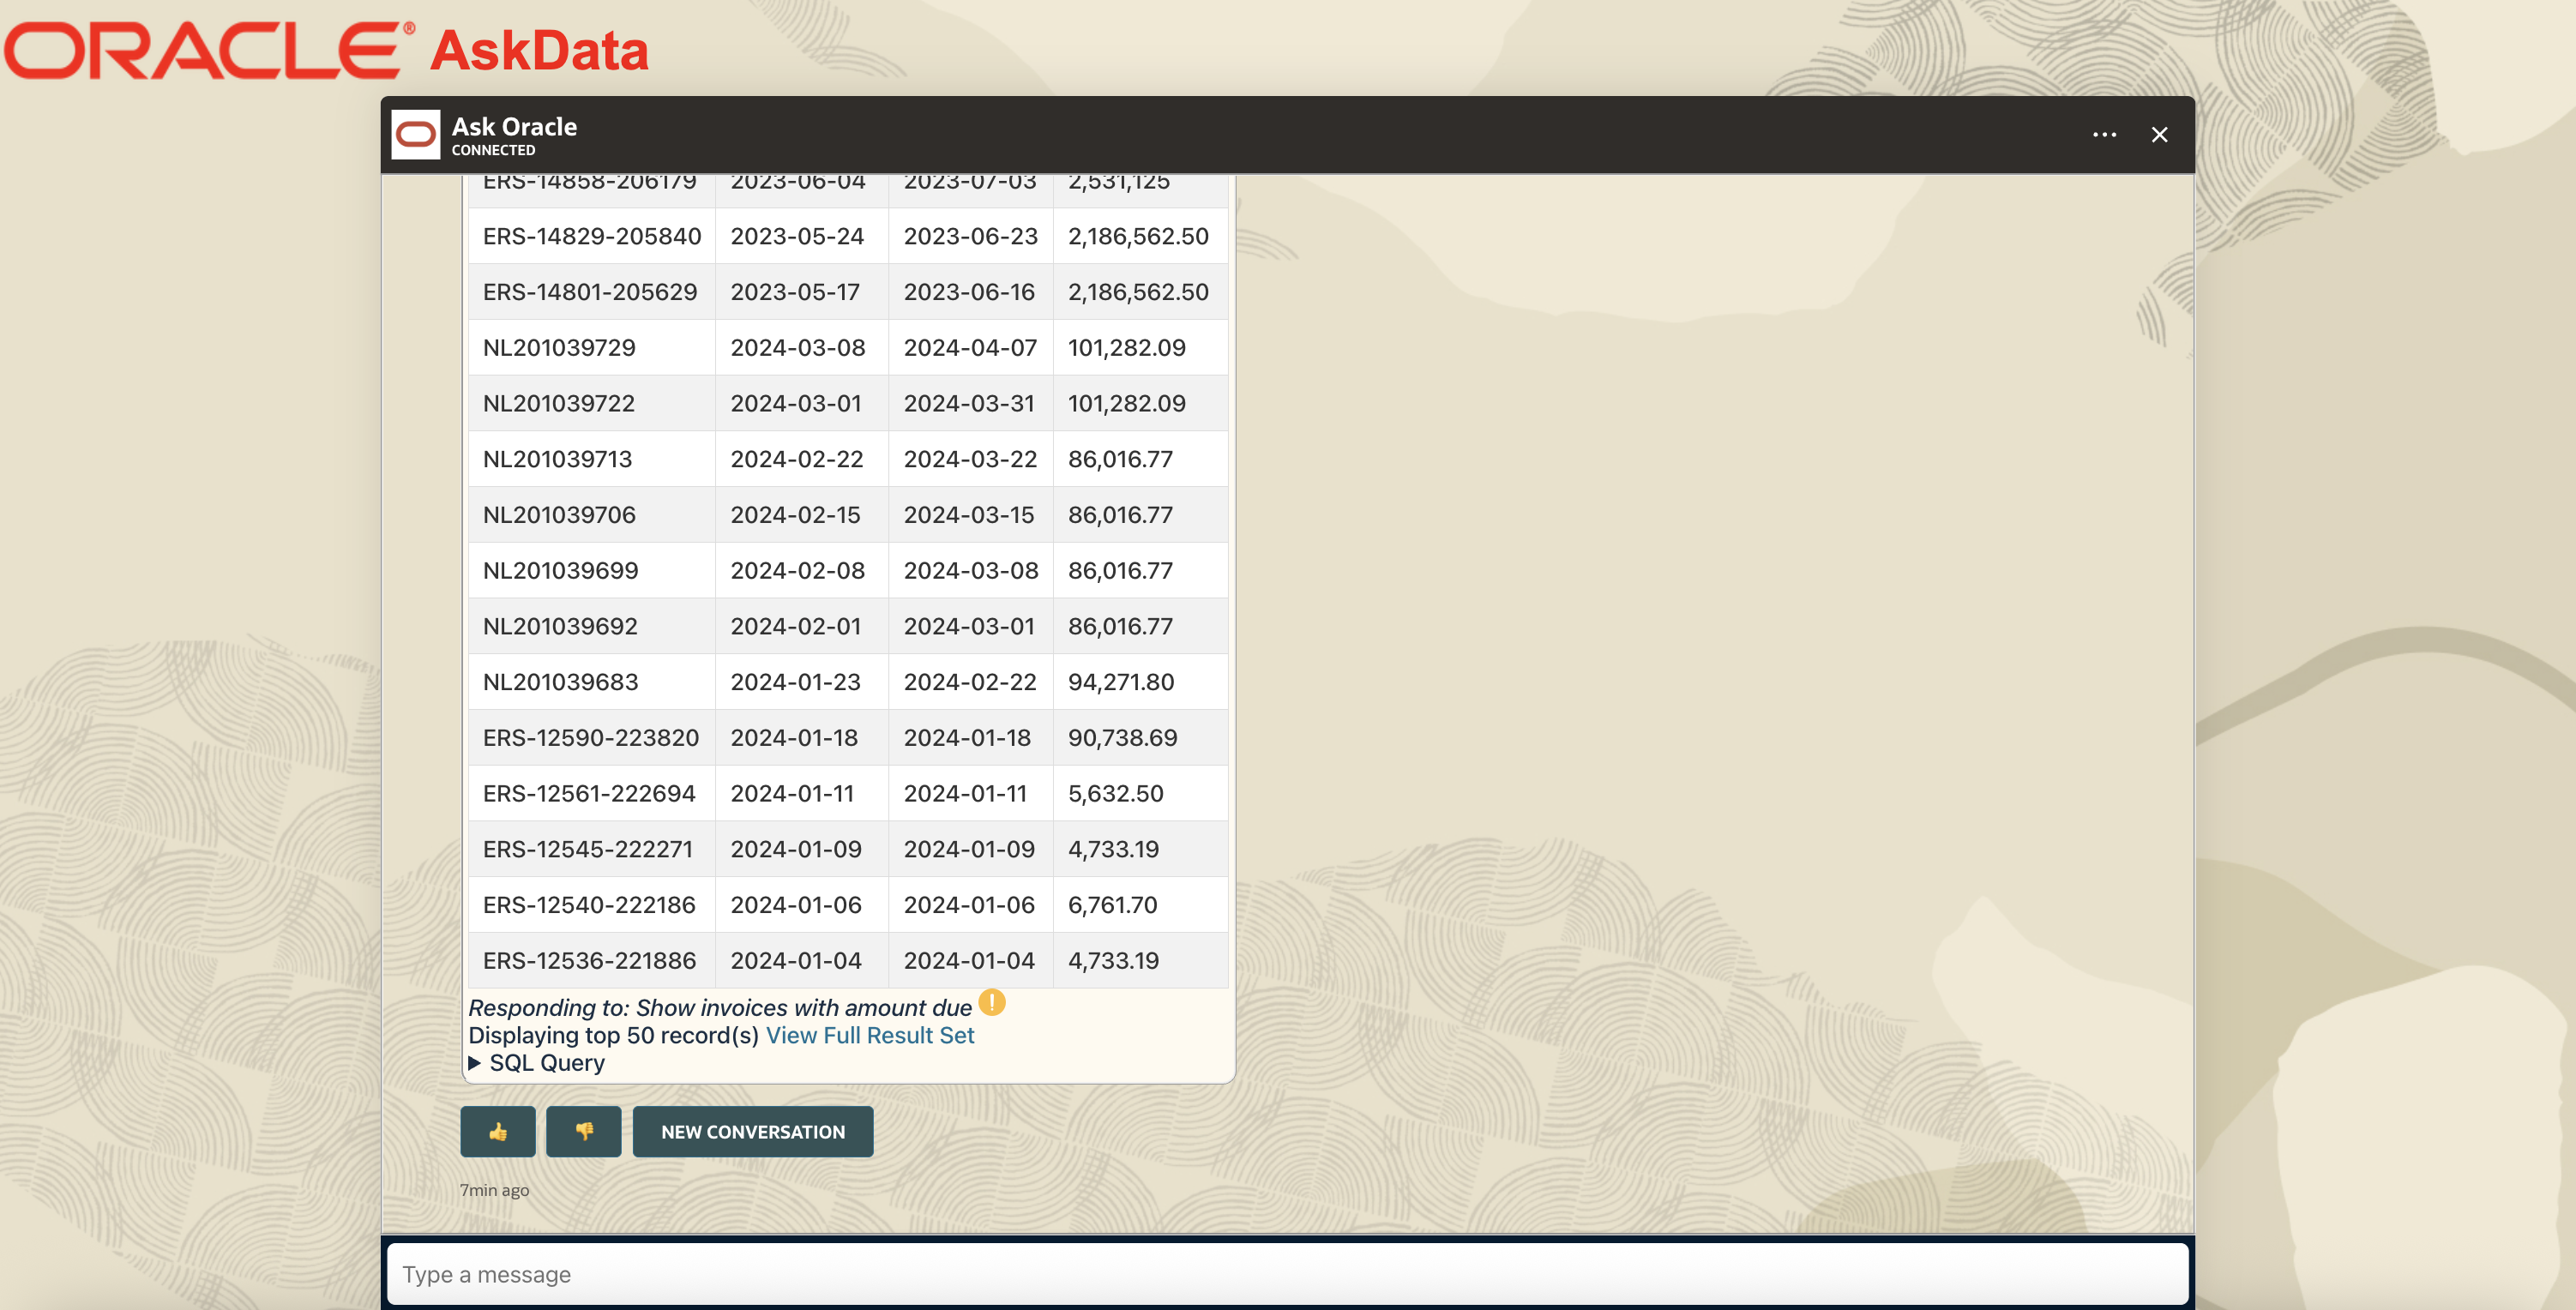 ORACLE® AskData
Ask Oracle
CONNECTED
ERS-14858-206179 2023-06-04 2023-07-03 2,531,125
ERS-14829-205840 2023-05-24 2023-06-23 2,186,562.50
ERS-14801-205629 2023-05-17 2023-06-16 2,186,562.50
NL201039729 2024-03-08 2024-04-07 101,282.09
NL201039722 2024-03-01 2024-03-31 101,282.09
NL201039713 2024-02-22 2024-03-22 86,016.77
NL201039706 2024-02-15 2024-03-15 86,016.77
NL201039699 2024-02-08 2024-03-08 86,016.77
NL201039692 2024-02-01 2024-03-01 86,016.77
NL201039683 2024-01-23 2024-02-22 94,271.80
ERS-12590-223820 2024-01-18 2024-01-18 90,738.69
ERS-12561-222694 2024-01-11 2024-01-11 5,632.50
ERS-12545-222271 2024-01-09 2024-01-09 4,733.19
ERS-12540-222186 2024-01-06 2024-01-06 6,761.70
ERS-12536-221886 2024-01-04 2024-01-04 4,733.19
Responding to: Show invoices with amount due
Displaying top 50 record(s) View Full Result Set
SQL Query
NEW CONVERSATION
7min ago
Type a message